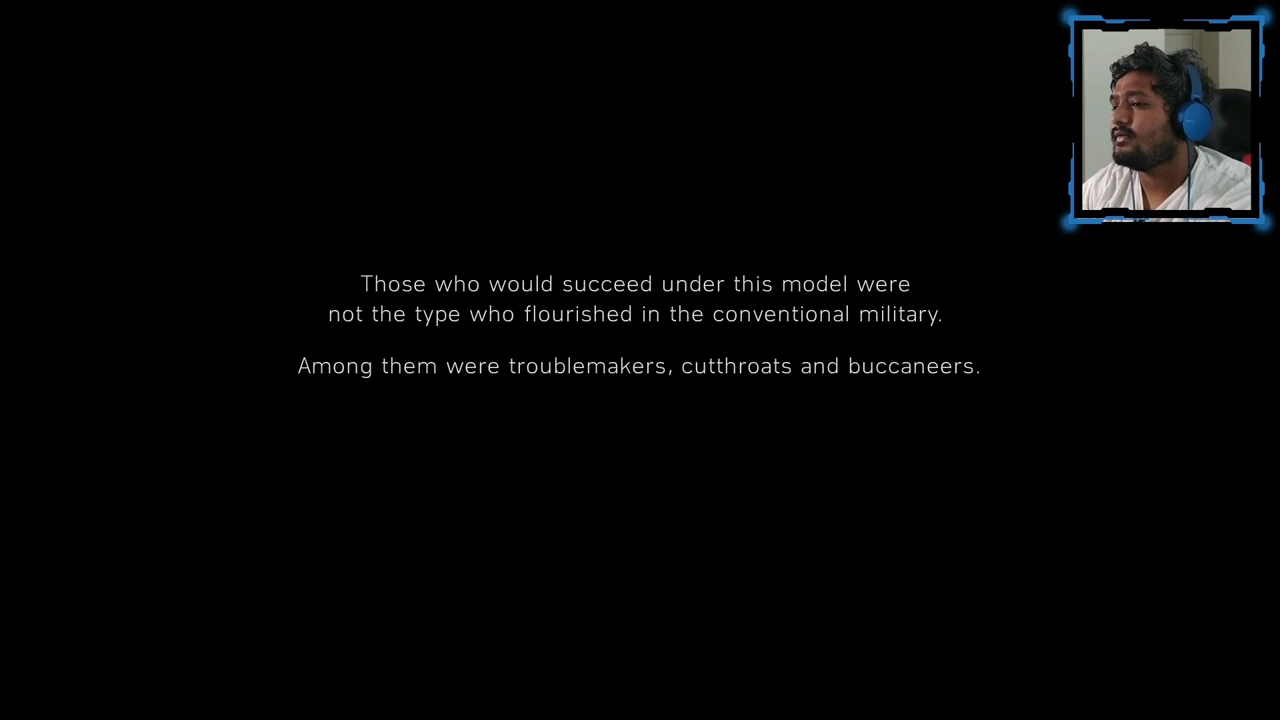 Those who would succeed under this model were
not the type who flourished in the conventional military.
Among them were troublemakers, cutthroats and buccaneers.